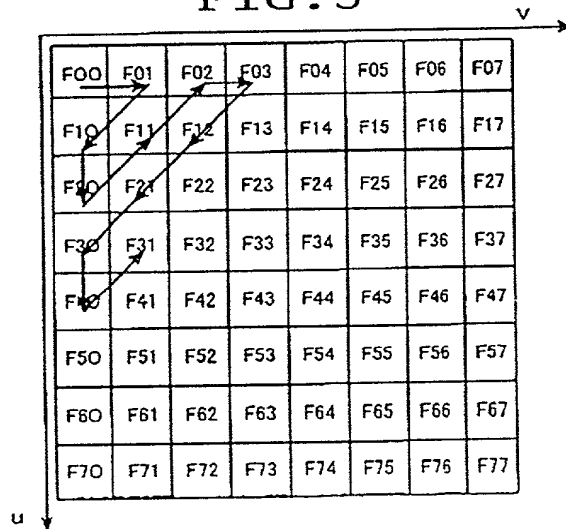 FIG.3
v
F00 F01 F02 F03 F04 F05 F06 F07
F10 F11 F12 F13 F14 F15 F16 F17
F20 F21 F22 F23 F24 F25 F26 F27
F30 F31 F32 F33 F34 F35 F36 F37
F40 F41 F42 F43 F44 F45 F46 F47
F50 F51 F52 F53 F54 F55 F56 F57
F60 F61 F62 F63 F64 F65 F66 F67
F70 F71 F72 F73 F74 F75 F76 F77
u